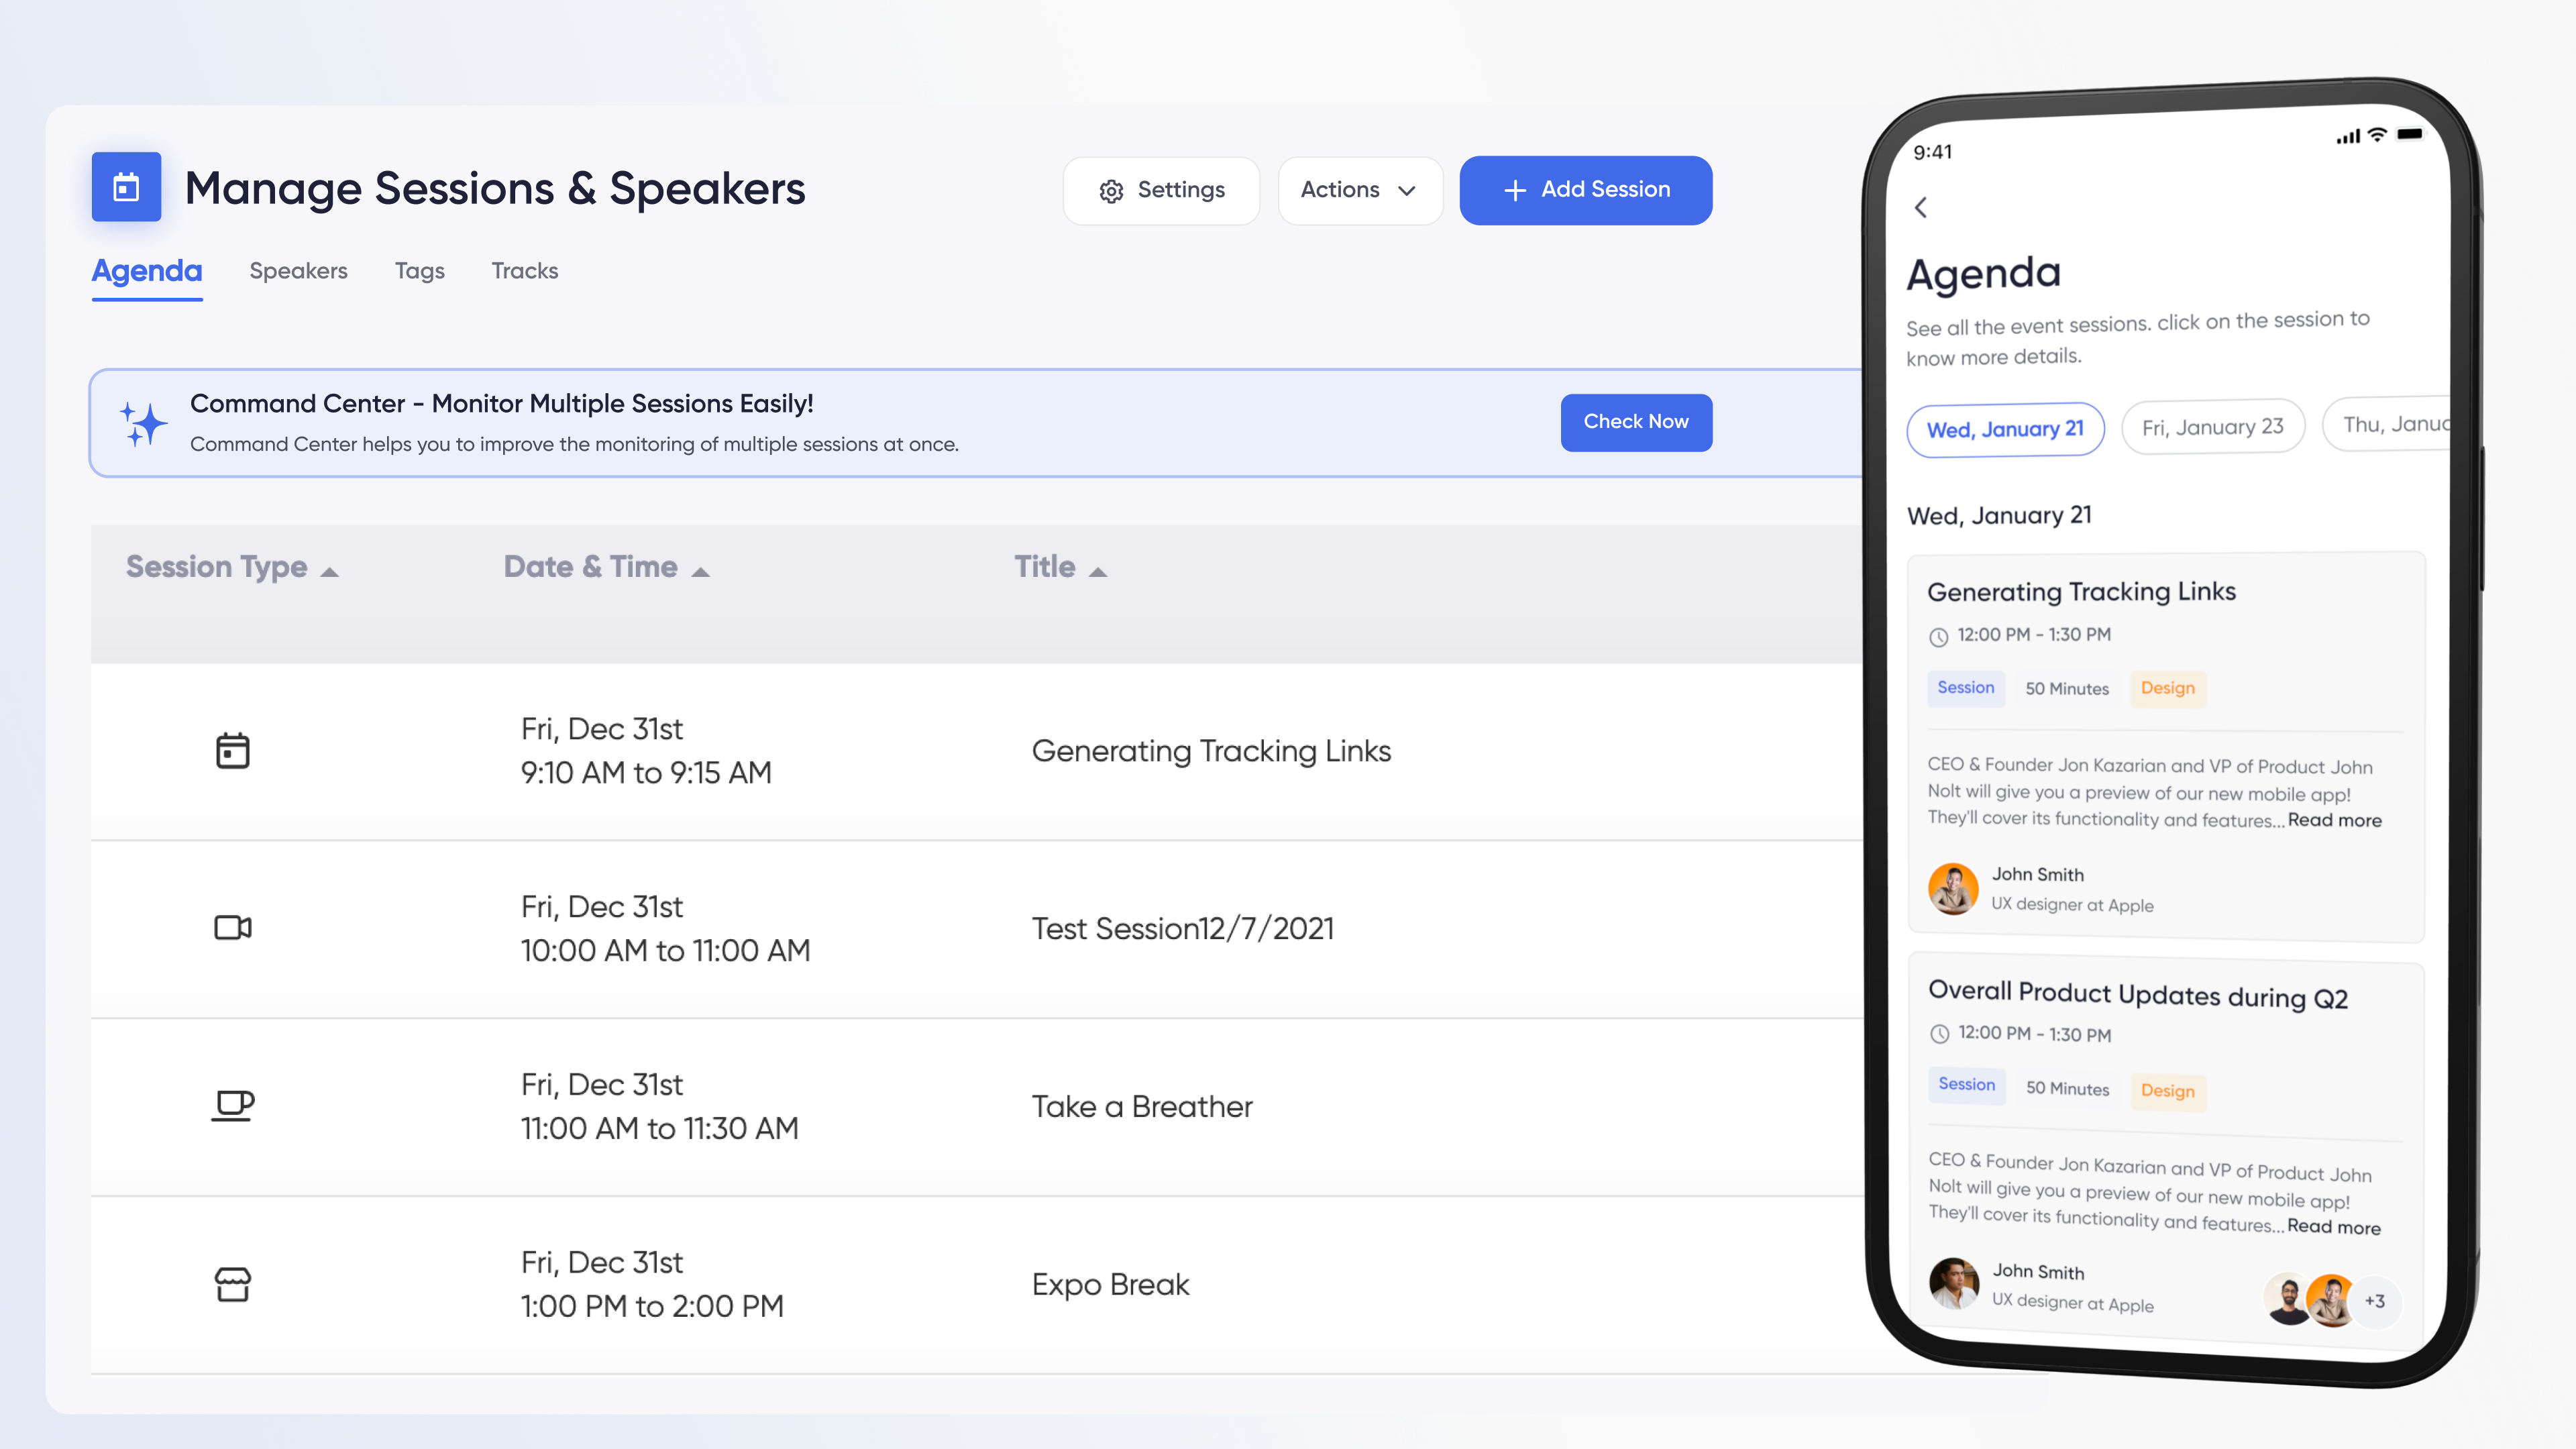 Manage Sessions & Speakers
Settings
Actions
Add Session
Agenda
Speakers
Tags
Tracks
Command Center - Monitor Multiple Sessions Easily!
Command Center helps you to improve the monitoring of multiple sessions at once.
Check Now
Session Type
Date & Time
Title
Fri, Dec 31st
9:10 AM to 9:15 AM
Generating Tracking Links
Fri, Dec 31st
10:00 AM to 11:00 AM
Test Session12/7/2021
Fri, Dec 31st
11:00 AM to 11:30 AM
Take a Breather
Fri, Dec 31st
1:00 PM to 2:00 PM
Expo Break
9:41
Agenda
See all the event sessions. click on the session to
know more details.
Wed, January 21
Fri, January 23
Thu, Janu
Wed, January 21
Generating Tracking Links
12:00 PM - 1:30 PM
Session
50 Minutes
Design
CEO & Founder Jon Kazarian and VP of Product John
Nolt will give you a preview of our new mobile app!
They'll cover its functionality and features... Read more
John Smith
UX designer at Apple
Overall Product Updates during Q2
12:00 PM - 1:30 PM
Session
50 Minutes
Design
CEO & Founder Jon Kazarian and VP of Product John
Nolt will give you a preview of our new mobile app!
They'll cover its functionality and features... Read more
John Smith
UX designer at Apple
+3